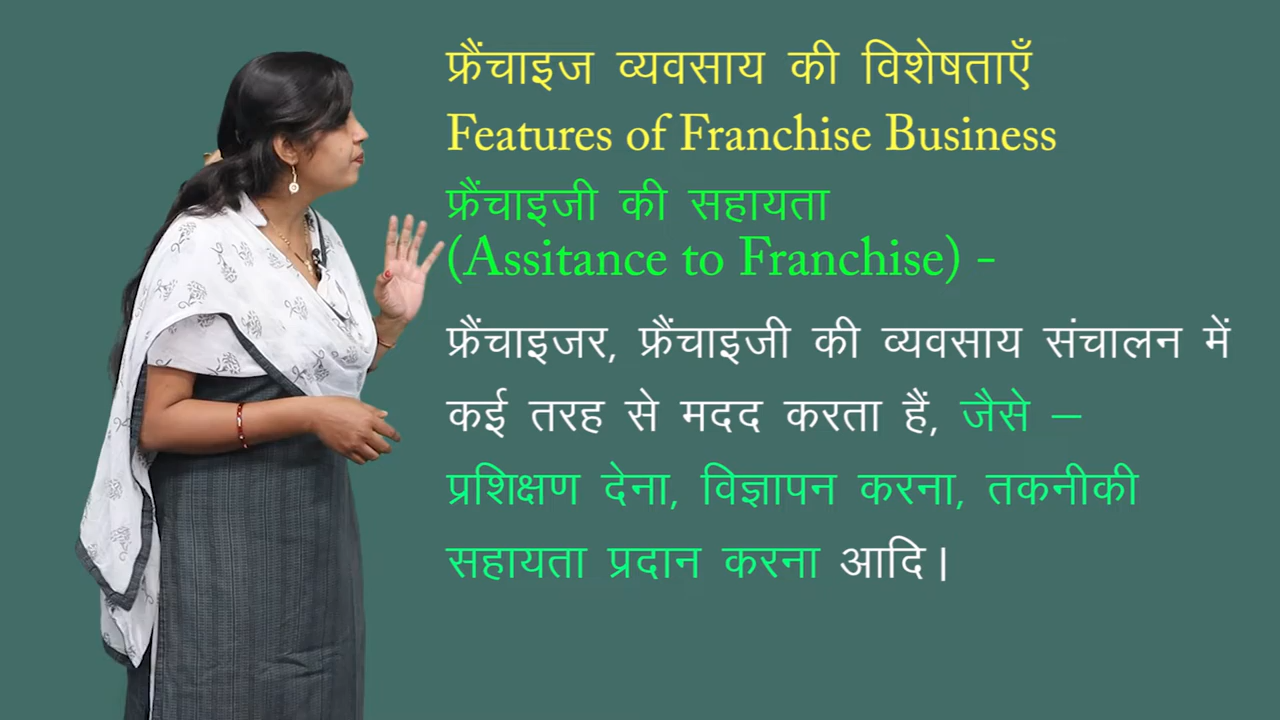 फ्रैंचाइज व्यवसाय की विशेषताएँ
Features of Franchise Business
फ्रैंचाइजी की सहायता
(Assitance to Franchise) -
फ्रैंचाइजर, फ्रैंचाइजी की व्यवसाय संचालन में
कई तरह से मदद करता हैं, जैसे –
प्रशिक्षण देना, विज्ञापन करना, तकनीकी
सहायता प्रदान करना आदि।